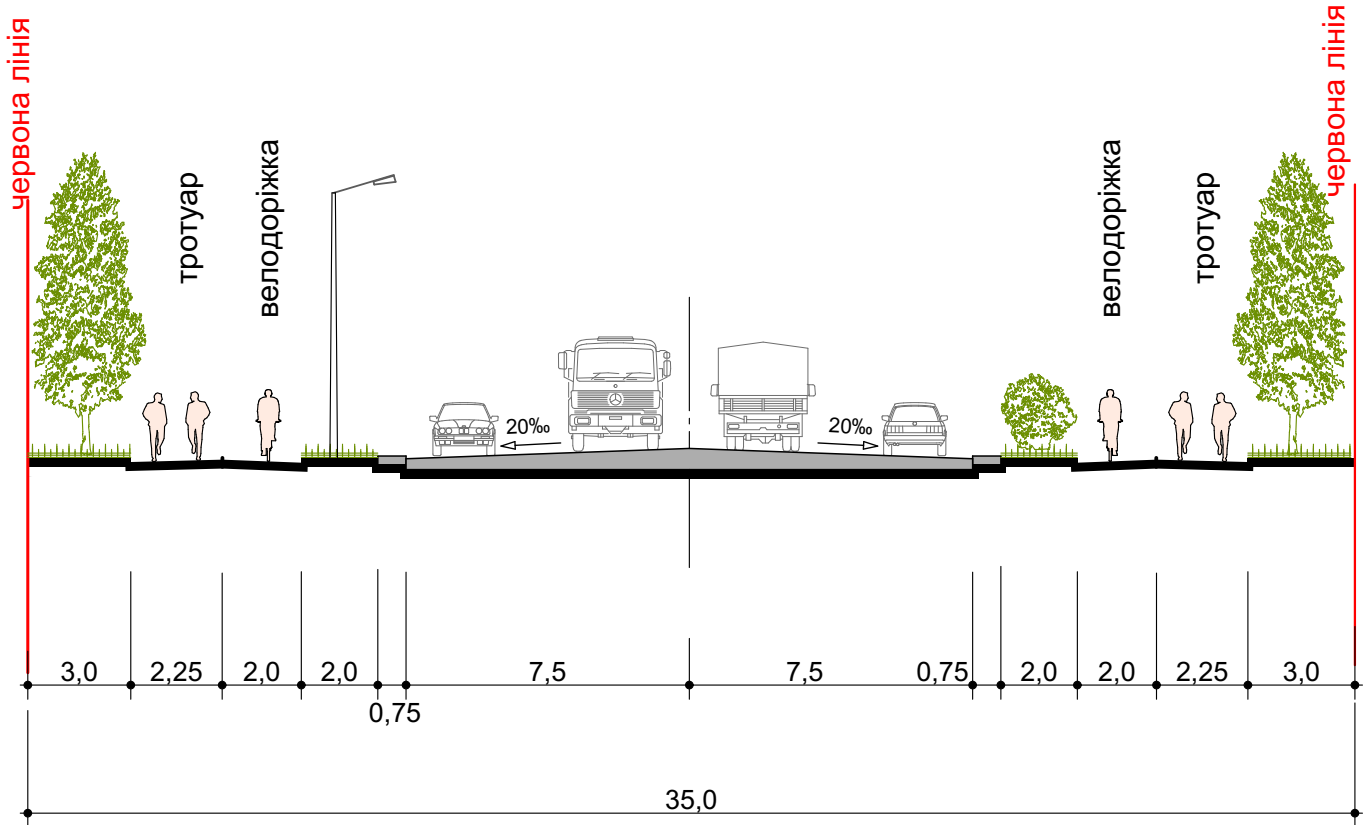 червона лінія
тротуар
велодоріжка
велодоріжка
тротуар
червона лінія
20‰
20‰
3,0
2,25
2,0
2,0
0,75
7,5
7,5
0,75
2,0
2,0
2,25
3,0
35,0